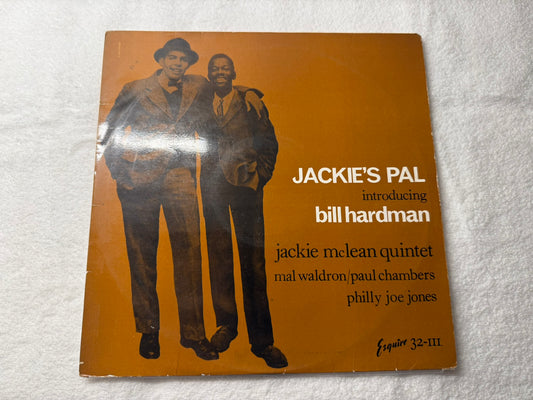 JACKIE'S PAL
introducing
bill hardman
jackie mclean quintet
mal waldron/paul chambers
philly joe jones
Esquire 32-111